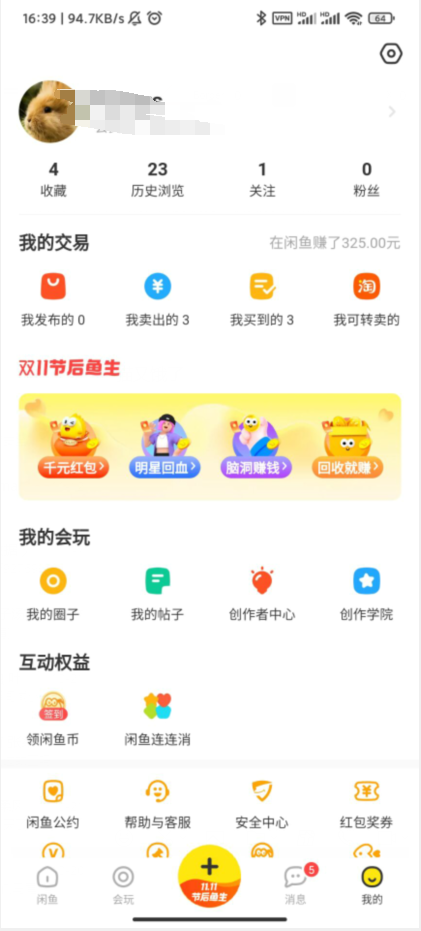 16:39 | 94.7KB/s VPN HD HD 64
4 23 1 0
收藏 历史浏览 关注 粉丝
我的交易 在闲鱼赚了325.00元
淘
我发布的 0 我卖出的 3 我买到的 3 我可转卖的
双11节后鱼生
千元红包 明星回血 脑洞赚钱 回收就赚
我的会玩
我的圈子 我的帖子 创作者中心 创作学院
互动权益
签到
领闲鱼币 闲鱼连连消
闲鱼公约 帮助与客服 安全中心 红包奖券
11.11
节后鱼生
5
闲鱼 会玩 消息 我的